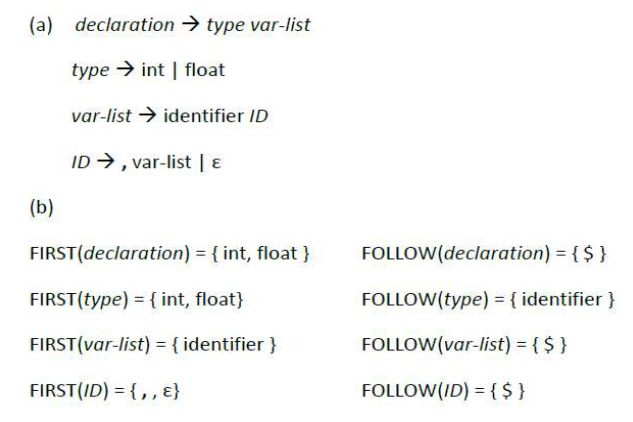 (a) declaration → type var-list
type → int | float
var-list → identifier ID
ID → , var-list | ε
(b)
FIRST(declaration) = { int, float } FOLLOW(declaration) = { $ }
FIRST(type) = { int, float} FOLLOW(type) = { identifier }
FIRST(var-list) = { identifier } FOLLOW(var-list) = { $ }
FIRST(ID) = { , , ε} FOLLOW(ID) = { $ }